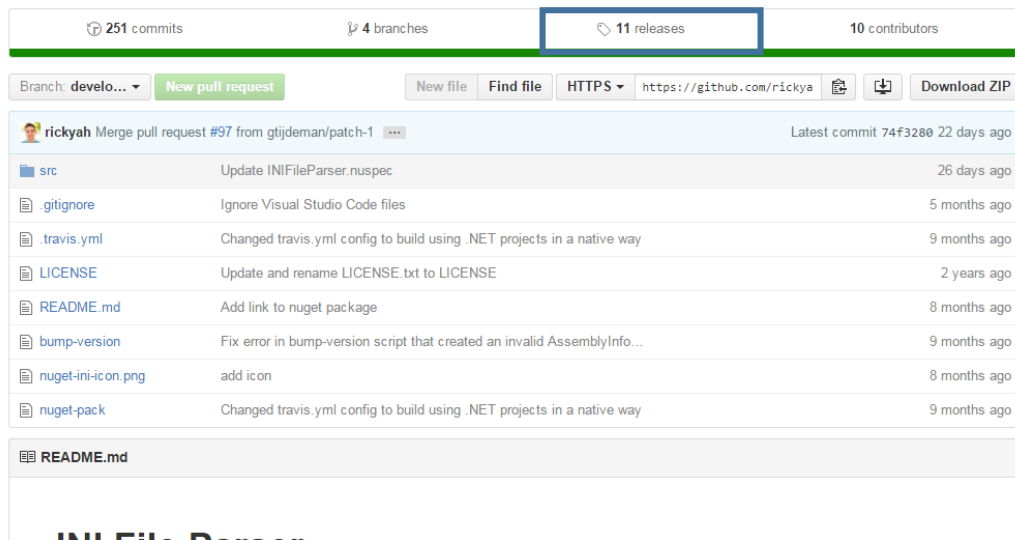 251 commits 4 branches 11 releases 10 contributors
Branch: develo... New pull request New file Find file HTTPS https://github.com/rickya Download ZIP
rickyah Merge pull request #97 from gtijdeman/patch-1 ... Latest commit 74f3280 22 days ago
src Update INIFileParser.nuspec 26 days ago
.gitignore Ignore Visual Studio Code files 5 months ago
.travis.yml Changed travis.yml config to build using .NET projects in a native way 9 months ago
LICENSE Update and rename LICENSE.txt to LICENSE 2 years ago
README.md Add link to nuget package 8 months ago
bump-version Fix error in bump-version script that created an invalid AssemblyInfo... 9 months ago
nuget-ini-icon.png add icon 8 months ago
nuget-pack Changed travis.yml config to build using .NET projects in a native way 9 months ago
README.md
INI File Parser